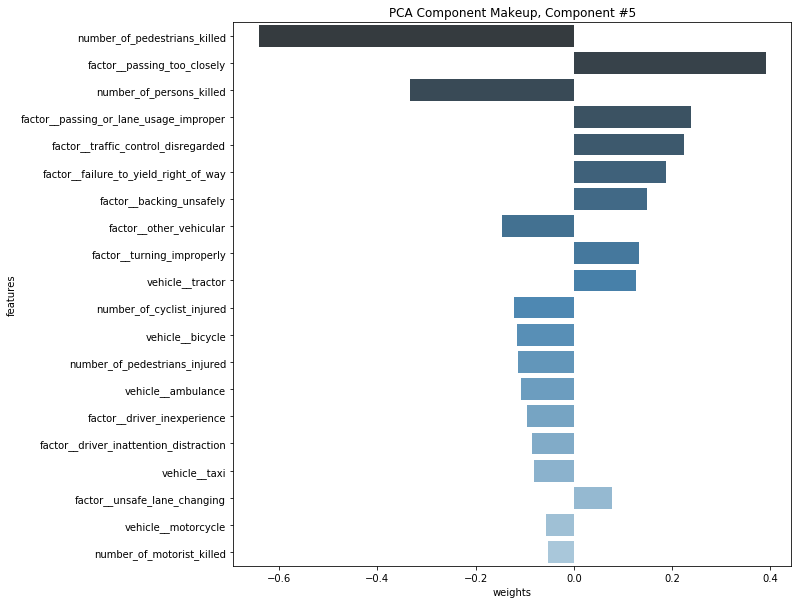 PCA Component Makeup, Component #5
number_of_pedestrians_killed
factor__passing_too_closely
number_of_persons_killed
factor__passing_or_lane_usage_improper
factor__traffic_control_disregarded
factor__failure_to_yield_right_of_way
factor__backing_unsafely
factor__other_vehicular
factor__turning_improperly
vehicle__tractor
number_of_cyclist_injured
vehicle__bicycle
number_of_pedestrians_injured
vehicle__ambulance
factor__driver_inexperience
factor__driver_inattention_distraction
vehicle__taxi
factor__unsafe_lane_changing
vehicle__motorcycle
number_of_motorist_killed
features
−0.6 −0.4 −0.2 0.0 0.2 0.4
weights